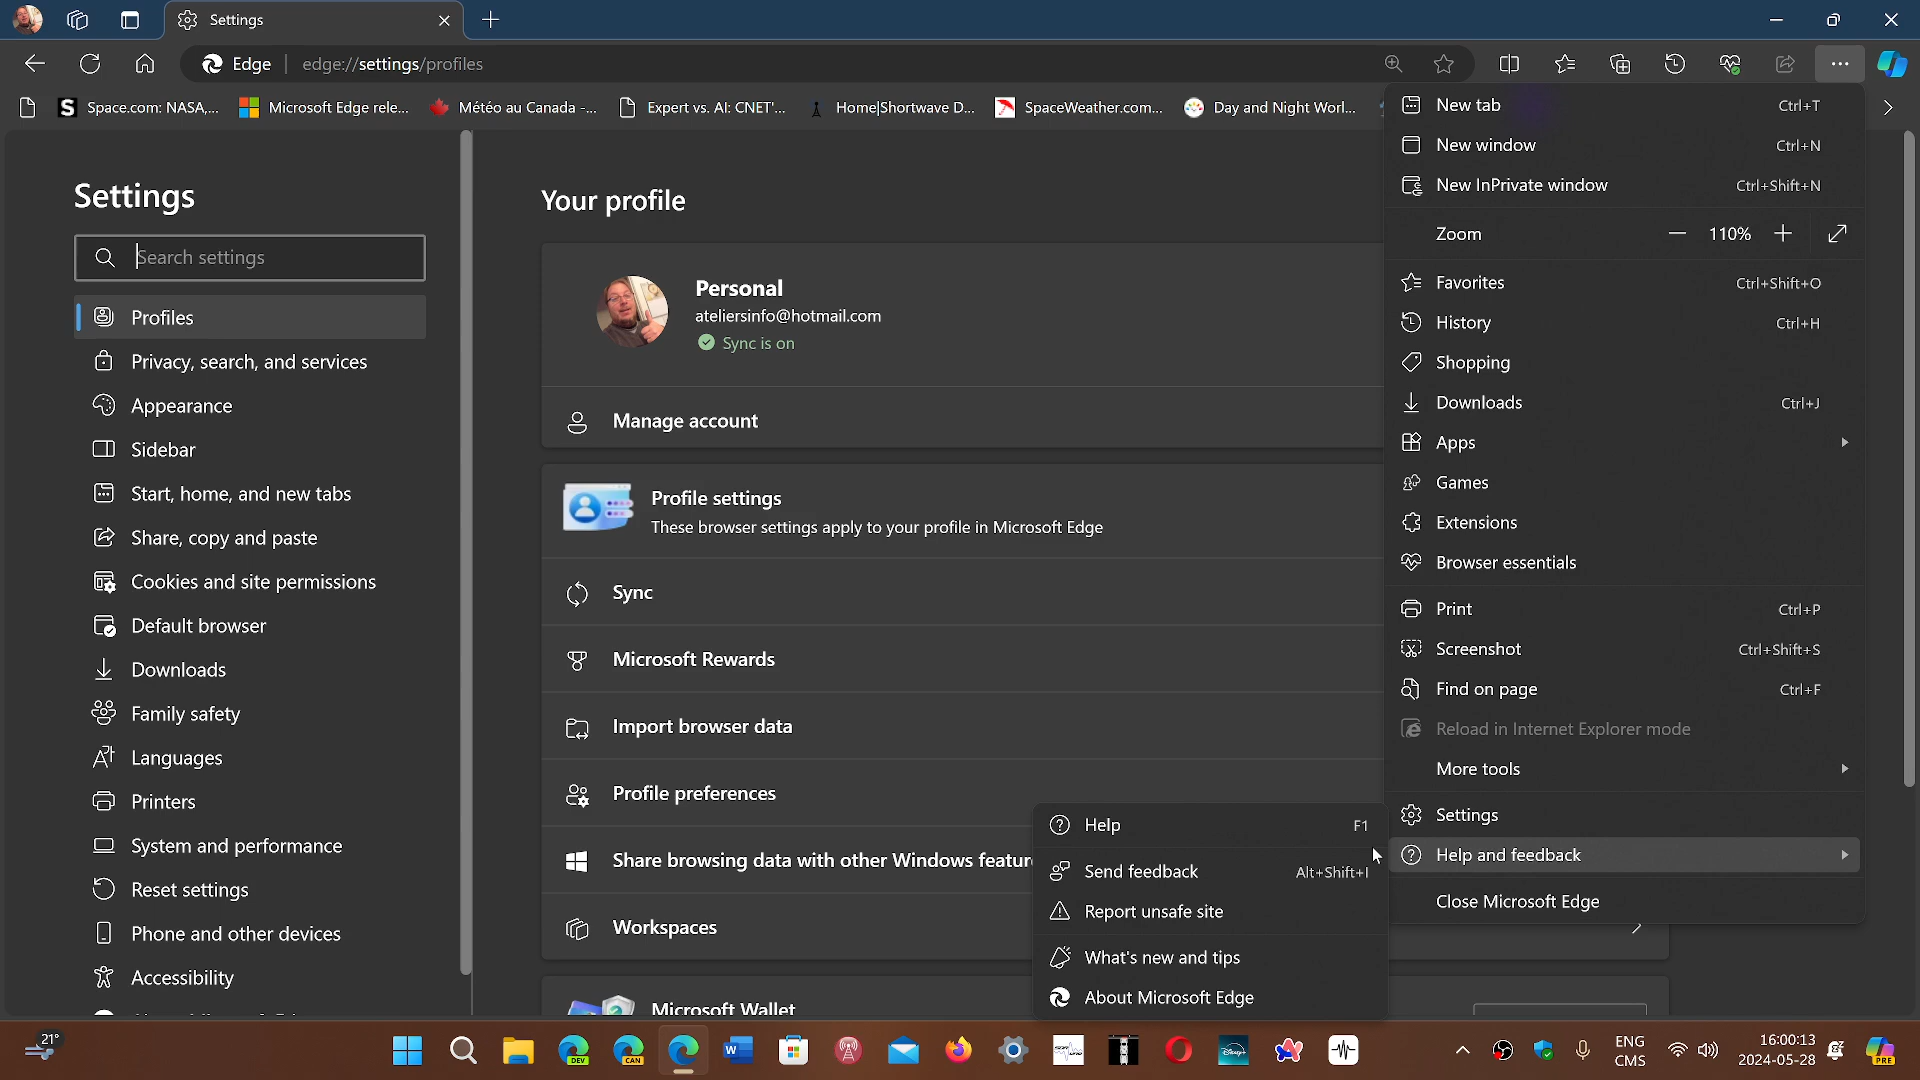 Settings
Edge edge://settings/profiles
Space.com: NASA,... Microsoft Edge rele... Météo au Canada -... Expert vs. AI: CNET'... Home|Shortwave D... SpaceWeather.com... Day and Night Worl...
Settings
Search settings
Profiles
Privacy, search, and services
Appearance
Sidebar
Start, home, and new tabs
Share, copy and paste
Cookies and site permissions
Default browser
Downloads
Family safety
Languages
Printers
System and performance
Reset settings
Phone and other devices
Accessibility
Your profile
Personal
ateliersinfo@hotmail.com
Sync is on
Manage account
Profile settings
These browser settings apply to your profile in Microsoft Edge
Sync
Microsoft Rewards
Import browser data
Profile preferences
Share browsing data with other Windows featur
Workspaces
Microsoft Wallet
New tab Ctrl+T
New window Ctrl+N
New InPrivate window Ctrl+Shift+N
Zoom 110%
Favorites Ctrl+Shift+O
History Ctrl+H
Shopping
Downloads Ctrl+J
Apps
Games
Extensions
Browser essentials
Print Ctrl+P
Screenshot Ctrl+Shift+S
Find on page Ctrl+F
Reload in Internet Explorer mode
More tools
Settings
Help and feedback
Close Microsoft Edge
Help F1
Send feedback Alt+Shift+I
Report unsafe site
What's new and tips
About Microsoft Edge
21°
DEV
CAN
Disney+
ENG
CMS
16:00:13
2024-05-28
PRE